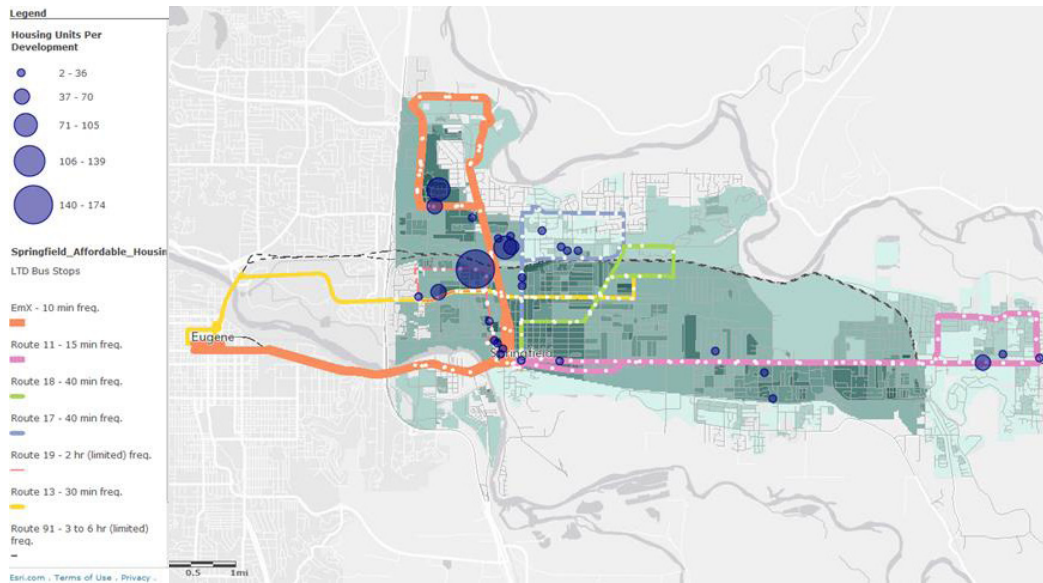 Legend
Housing Units Per
Development
2 - 36
37 - 70
71 - 105
106 - 139
140 - 174
Springfield_Affordable_Housin
LTD Bus Stops
EmX - 10 min freq.
Route 11 - 15 min freq.
Route 18 - 40 min freq.
Route 17 - 40 min freq.
Route 19 - 2 hr (limited) freq.
Route 13 - 30 min freq.
Route 91 - 3 to 6 hr (limited)
freq.
Esri.com . Terms of Use . Privacy .
Eugene
Springfield
0.5 1mi